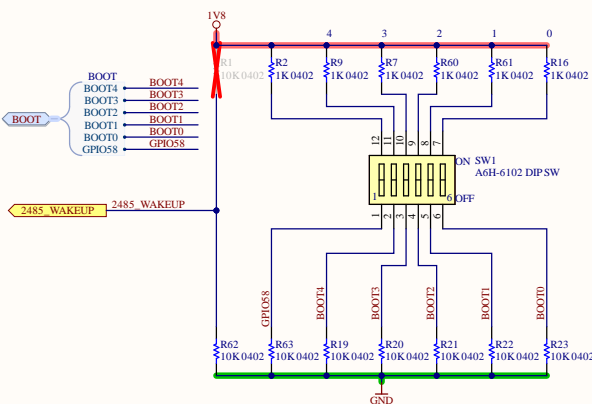 1V8
4 3 2 1 0
R1 R2 R9 R7 R60 R61 R16
10K 0402 1K 0402 1K 0402 1K 0402 1K 0402 1K 0402 1K 0402
BOOT
BOOT4 BOOT4
BOOT3 BOOT3
BOOT2 BOOT2
BOOT1 BOOT1
BOOT0 BOOT0
GPIO58 GPIO58
BOOT
12 11 10 9 8 7
ON SW1
A6H-6102 DIPSW
1 6 OFF
1 2 3 4 5 6
2485_WAKEUP 2485_WAKEUP
GPIO58 BOOT4 BOOT3 BOOT2 BOOT1 BOOT0
R62 R63 R19 R20 R21 R22 R23
10K 0402 10K 0402 10K 0402 10K 0402 10K 0402 10K 0402 10K 0402
GND